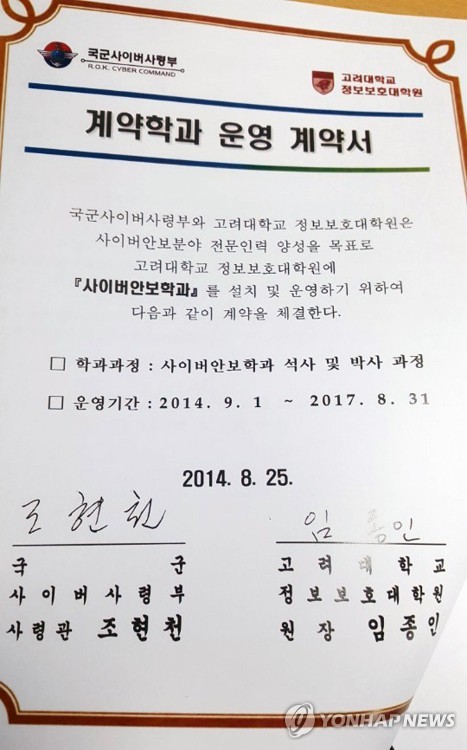 국군사이버사령부
R.O.K. CYBER COMMAND
고려대학교
정보보호대학원
계약학과 운영 계약서
국군사이버사령부와 고려대학교 정보보호대학원은
사이버안보분야 전문인력 양성을 목표로
고려대학교 정보보호대학원에
『사이버안보학과』를 설치 및 운영하기 위하여
다음과 같이 계약을 체결한다.
□ 학과과정 : 사이버안보학과 석사 및 박사 과정
□ 운영기간 : 2014. 9. 1 ~ 2017. 8. 31
2014. 8. 25.
조 현 천 임 종 인
국 군 고 려 대 학 교
사 이 버 사 령 부 정 보 보 호 대 학 원
사 령 관 조 현 천 원 장 임 종 인
YONHAP NEWS